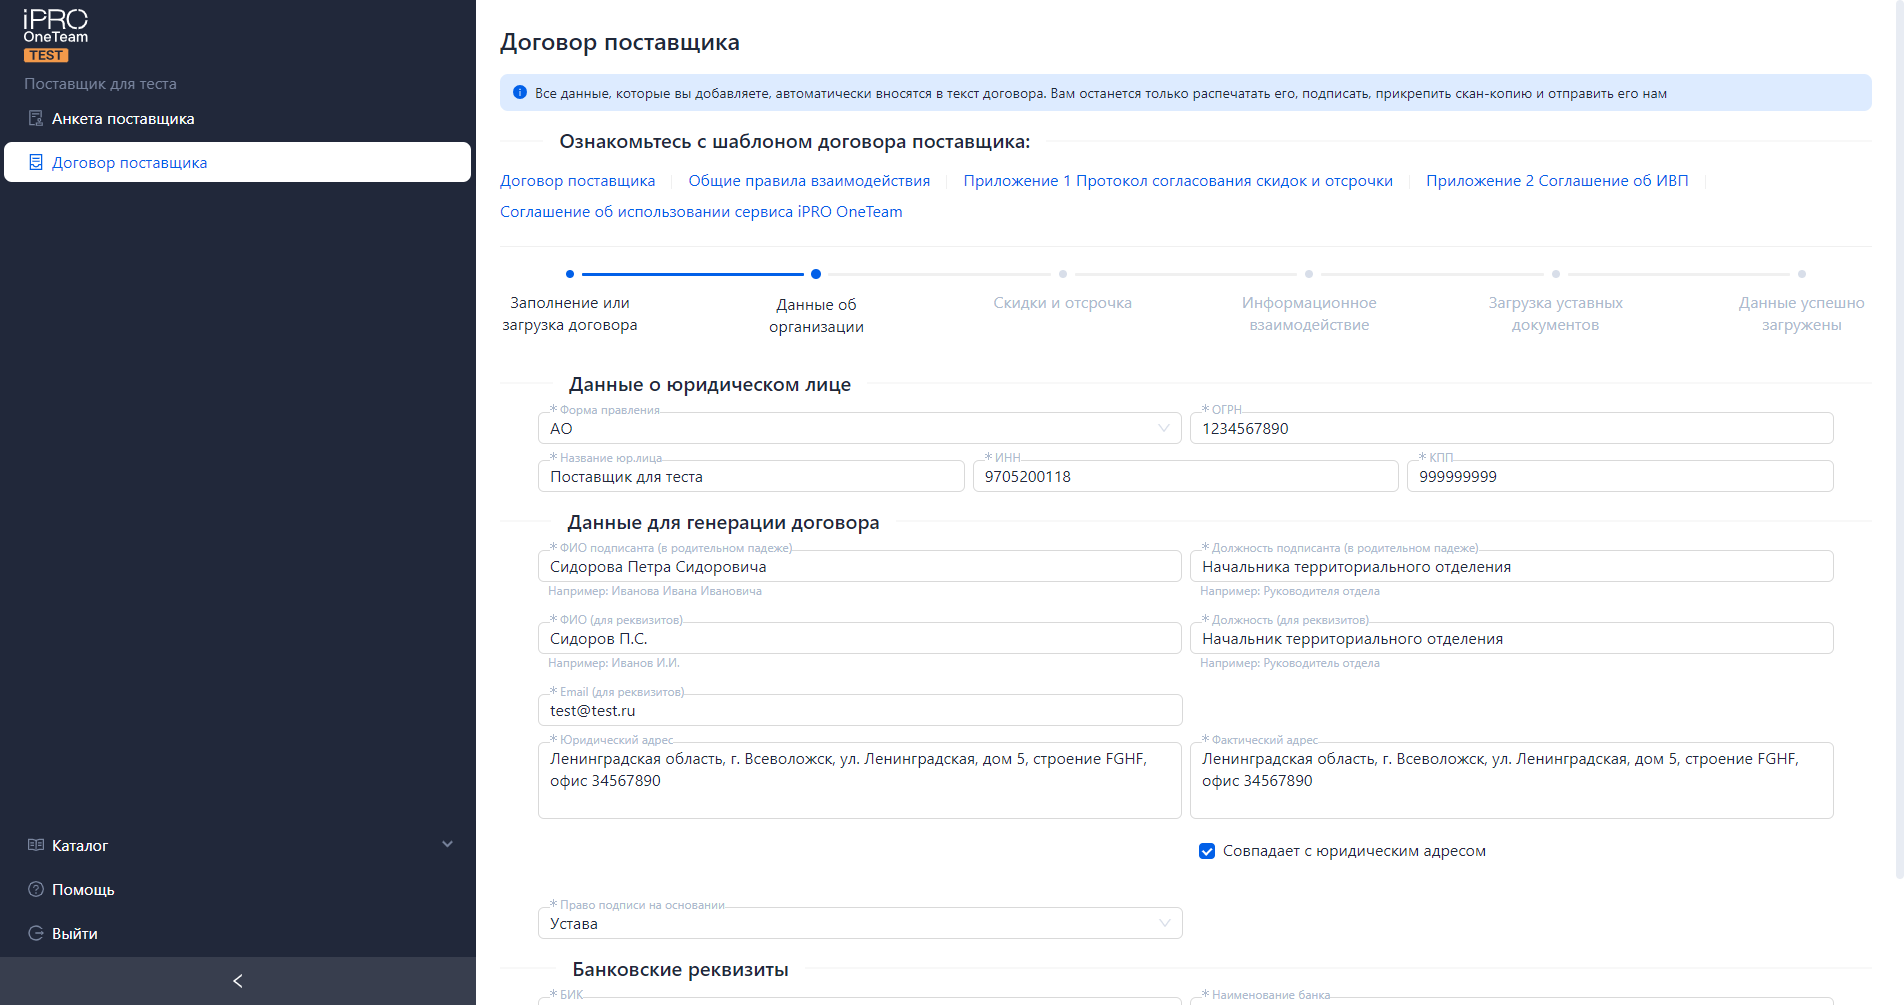 iPRO
OneTeam
TEST
Поставщик для теста
Анкета поставщика
Договор поставщика
Каталог
Помощь
Выйти
Договор поставщика
Все данные, которые вы добавляете, автоматически вносятся в текст договора. Вам останется только распечатать его, подписать, прикрепить скан-копию и отправить его нам
Ознакомьтесь с шаблоном договора поставщика:
Договор поставщика Общие правила взаимодействия Приложение 1 Протокол согласования скидок и отсрочки Приложение 2 Соглашение об ИВП
Соглашение об использовании сервиса iPRO OneTeam
Заполнение или
загрузка договора
Данные об
организации
Скидки и отсрочка
Информационное
взаимодействие
Загрузка уставных
документов
Данные успешно
загружены
Данные о юридическом лице
* Форма правления
АО
* ОГРН
1234567890
* Название юр.лица
Поставщик для теста
* ИНН
9705200118
* КПП
999999999
Данные для генерации договора
* ФИО подписанта (в родительном падеже)
Сидорова Петра Сидоровича
Например: Иванова Ивана Ивановича
* Должность подписанта (в родительном падеже)
Начальника территориального отделения
Например: Руководителя отдела
* ФИО (для реквизитов)
Сидоров П.С.
Например: Иванов И.И.
* Должность (для реквизитов)
Начальник территориального отделения
Например: Руководитель отдела
* Email (для реквизитов)
test@test.ru
* Юридический адрес
Ленинградская область, г. Всеволожск, ул. Ленинградская, дом 5, строение FGHF,
офис 34567890
* Фактический адрес
Ленинградская область, г. Всеволожск, ул. Ленинградская, дом 5, строение FGHF,
офис 34567890
Совпадает с юридическим адресом
* Право подписи на основании
Устава
Банковские реквизиты
* БИК
* Наименование банка